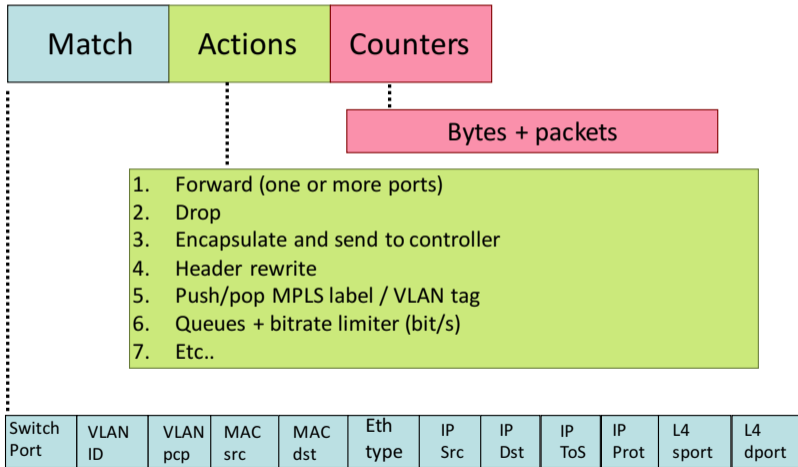 Match Actions Counters
Bytes + packets
1. Forward (one or more ports)
2. Drop
3. Encapsulate and send to controller
4. Header rewrite
5. Push/pop MPLS label / VLAN tag
6. Queues + bitrate limiter (bit/s)
7. Etc..
Switch
Port
VLAN
ID
VLAN
pcp
MAC
src
MAC
dst
Eth
type
IP
Src
IP
Dst
IP
ToS
IP
Prot
L4
sport
L4
dport